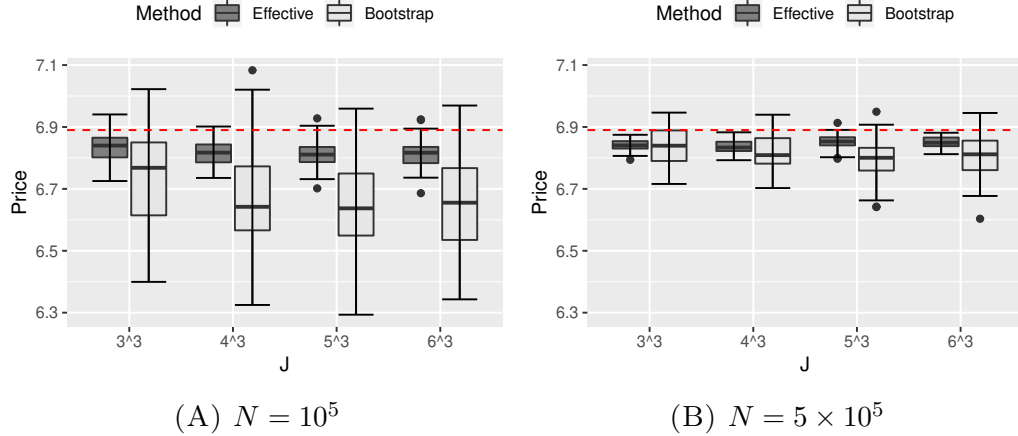 Method Effective Bootstrap
7.1
6.9
6.7
6.5
6.3
Price
3^3 4^3 5^3 6^3
J
(A) N = 10^5
Method Effective Bootstrap
7.1
6.9
6.7
6.5
6.3
Price
3^3 4^3 5^3 6^3
J
(B) N = 5 × 10^5